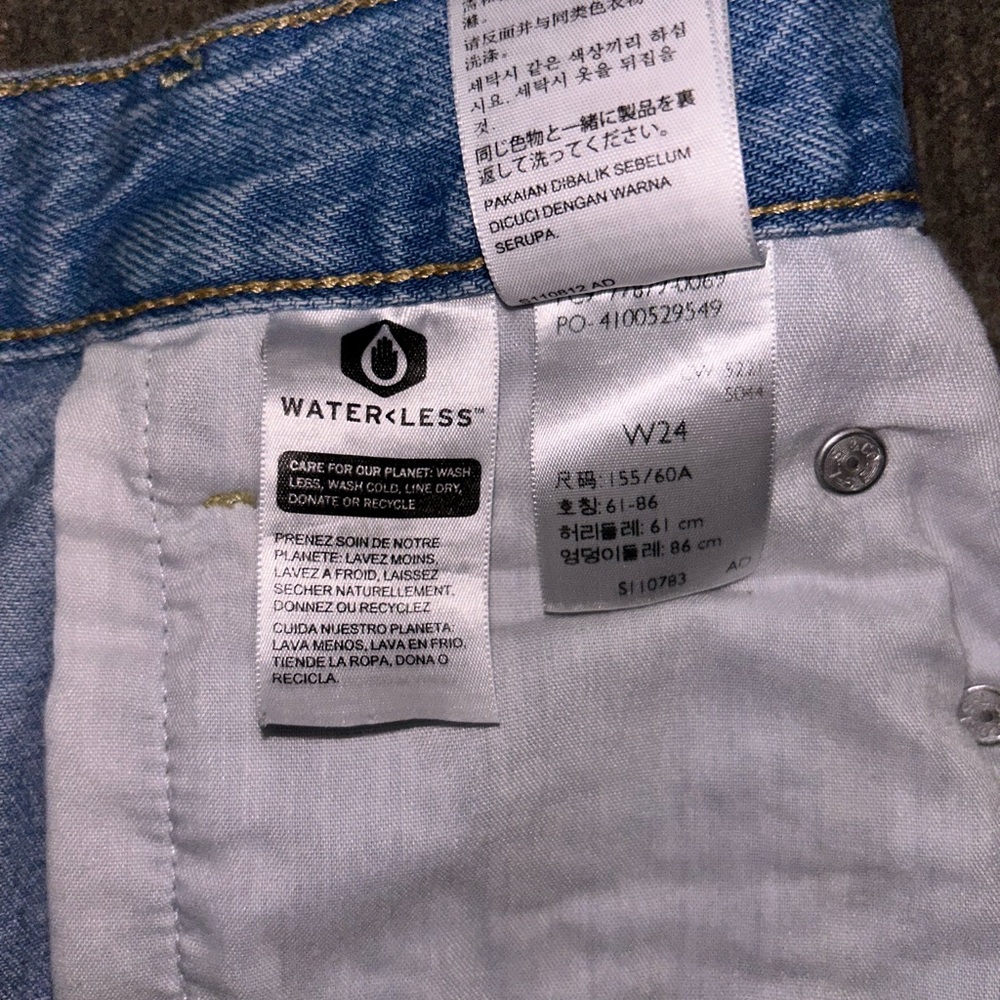 请反面并与同类色衣物
洗涤。
세탁시 같은 색상끼리 하십
시요. 세탁시 옷을 뒤집을
것.
同じ色物と一緒に製品を裏
返して洗ってください。
PAKAIAN DIBALIK SEBELUM
DICUCI DENGAN WARNA
SERUPA.
S110812 AD
PO- 4100529549
W24
尺码: 155/60A
호칭: 61-86
허리둘레: 61 cm
엉덩이둘레: 86 cm
AD
S110783
WATER<LESS™
CARE FOR OUR PLANET: WASH
LESS, WASH COLD, LINE DRY,
DONATE OR RECYCLE
PRENEZ SOIN DE NOTRE
PLANETE: LAVEZ MOINS,
LAVEZ A FROID, LAISSEZ
SECHER NATURELLEMENT,
DONNEZ OU RECYCLEZ
CUIDA NUESTRO PLANETA:
LAVA MENOS, LAVA EN FRIO,
TIENDE LA ROPA, DONA O
RECICLA.